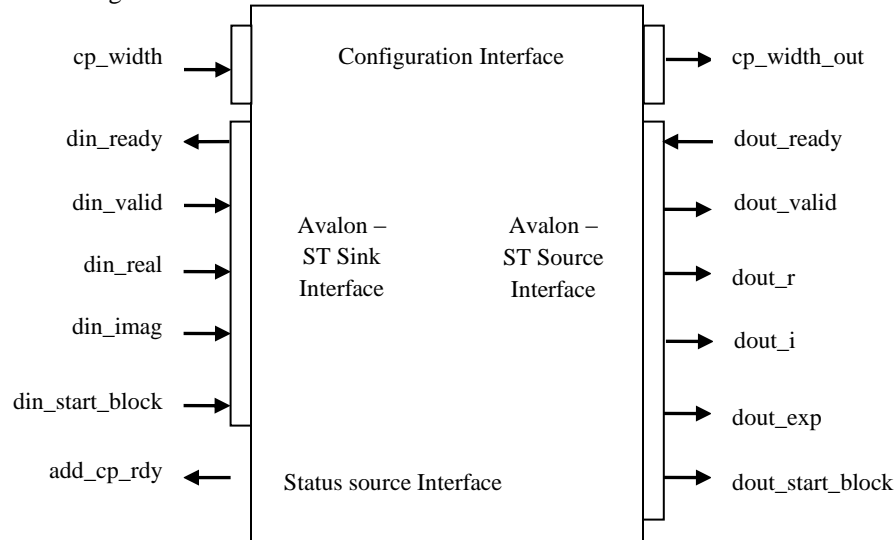 cp_width
Configuration Interface
cp_width_out
din_ready
dout_ready
din_valid
dout_valid
Avalon –
ST Sink
Interface
Avalon –
ST Source
Interface
din_real
dout_r
din_imag
dout_i
din_start_block
dout_exp
add_cp_rdy
Status source Interface
dout_start_block